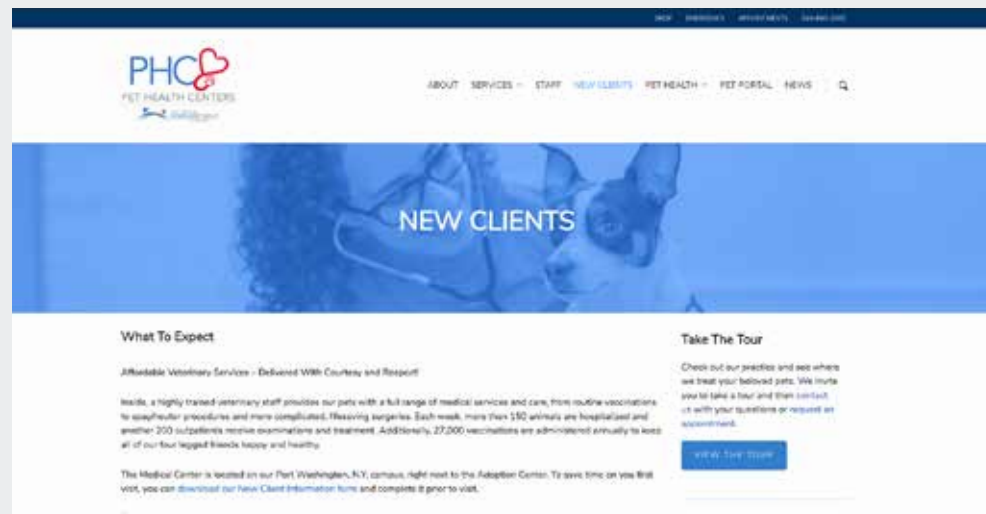 SHOP EMERGENCY APPOINTMENTS
PHC
PET HEALTH CENTERS
ABOUT SERVICES STAFF NEW CLIENTS PET HEALTH PET PORTAL NEWS
NEW CLIENTS
What To Expect
Affordable Veterinary Services – Delivered With Courtesy and Respect!
Inside, a highly trained veterinary staff provides our pets with a full range of medical services and care, from routine vaccinations
to spay/neuter procedures and more complicated, lifesaving surgeries. Each week, more than 150 animals are hospitalized and
another 200 outpatients receive examinations and treatment. Additionally, 27,000 vaccinations are administered annually to keep
all of our four legged friends happy and healthy.
The Medical Center is located on our Port Washington, N.Y., campus, right next to the Adoption Center. To save time on you first
visit, you can download our New Client Information form and complete it prior to visit.
Take The Tour
Check out our practice and see where
we treat your beloved pets. We invite
you to take a tour and then contact
us with your questions or request an
appointment.
VIEW THE TOUR